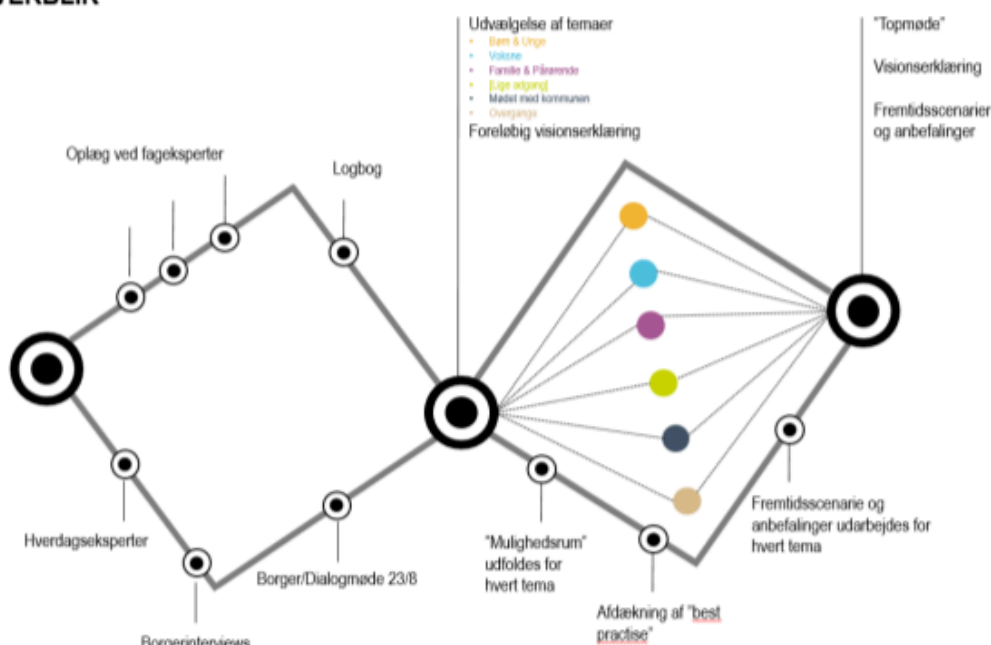 Udvælgelse af temaer
• Børn & Unge
• Voksne
• Familie & Pårørende
• [Lige adgang]
• Mødet med kommunen
• Overgange
Foreløbig visionserklæring
"Topmøde"
Visionserklæring
Fremtidsscenarier
og anbefalinger
Oplæg ved fageksperter
Logbog
Hverdagseksperter
Borgerinterviews
Borger/Dialogmøde 23/8
"Mulighedsrum"
udfoldes for
hvert tema
Afdækning af "best
practise"
Fremtidsscenarie og
anbefalinger udarbejdes for
hvert tema